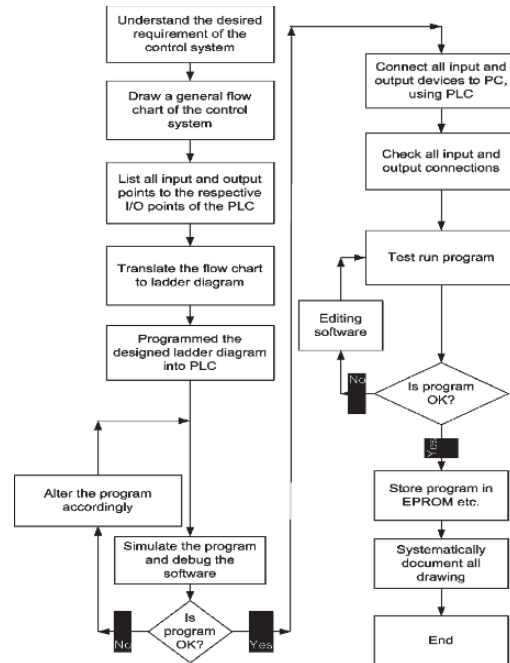 Understand the desired
requirement of the
control system
Draw a general flow
chart of the control
system
List all input and output
points to the respective
I/O points of the PLC
Translate the flow chart
to ladder diagram
Programmed the
designed ladder diagram
into PLC
Alter the program
accordingly
Simulate the program
and debug the
software
Is
program
OK?
No
Yes
Connect all input and
output devices to PC,
using PLC
Check all input and
output connections
Test run program
Editing
software
No
Is program
OK?
Yes
Store program in
EPROM etc.
Systematically
document all
drawing
End